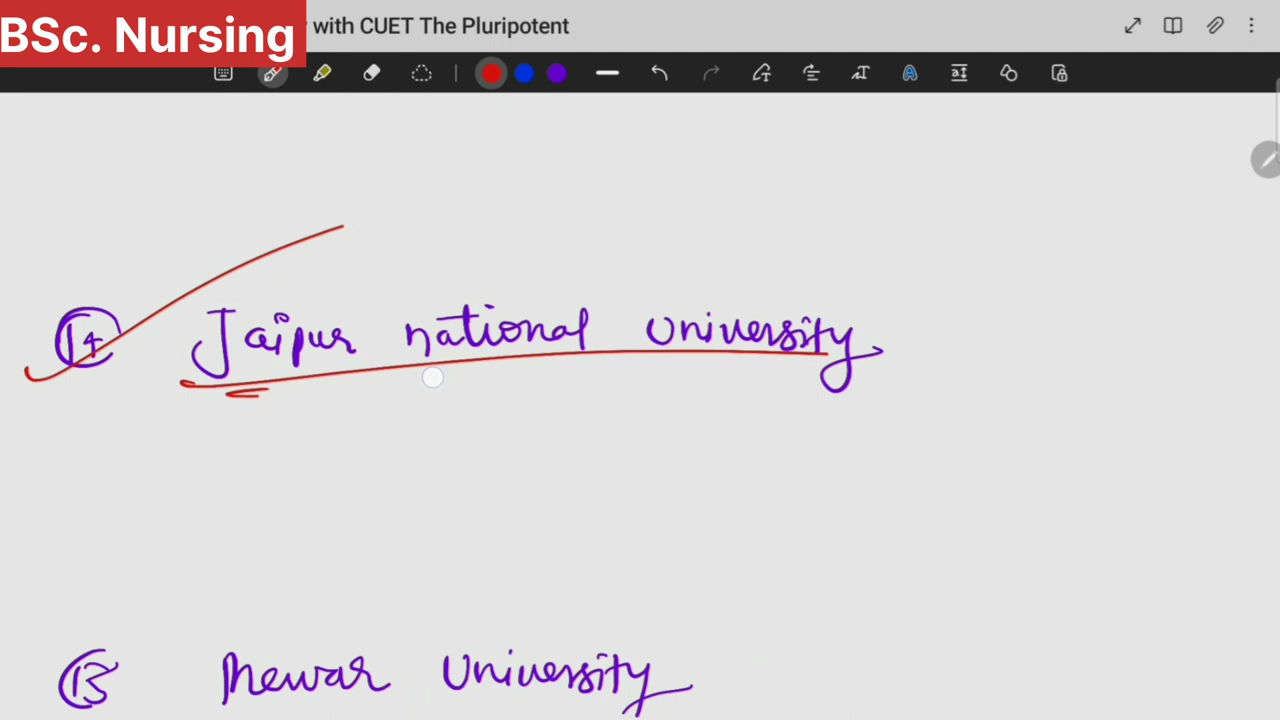 BSc. Nursing with CUET The Pluripotent
14 Jaipur national University
15 Mewar University